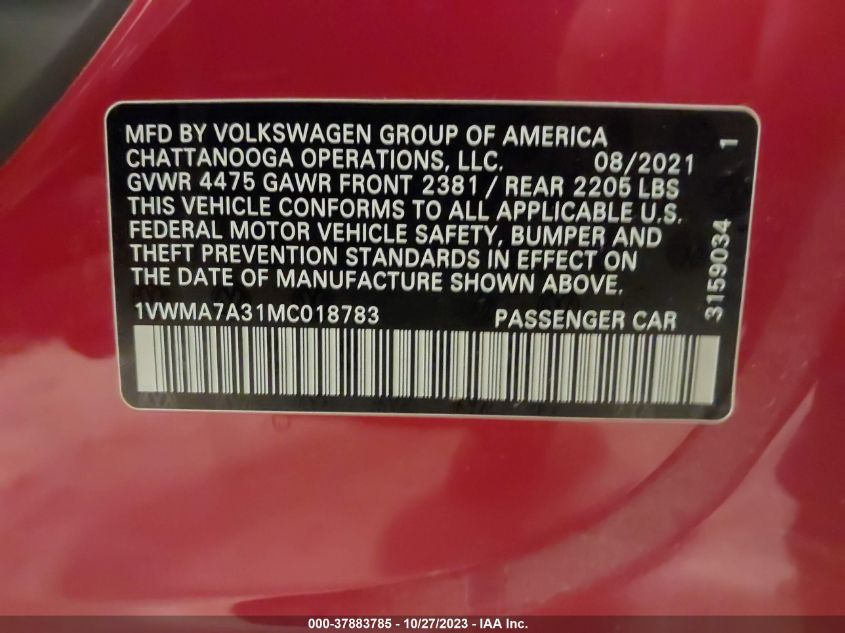 MFD BY VOLKSWAGEN GROUP OF AMERICA
CHATTANOOGA OPERATIONS, LLC. 08/2021 1
GVWR 4475 GAWR FRONT 2381 / REAR 2205 LBS
THIS VEHICLE CONFORMS TO ALL APPLICABLE U.S.
FEDERAL MOTOR VEHICLE SAFETY, BUMPER AND
THEFT PREVENTION STANDARDS IN EFFECT ON
THE DATE OF MANUFACTURE SHOWN ABOVE.
1VWMA7A31MC018783 PASSENGER CAR
3159034
000-37883785 - 10/27/2023 - IAA Inc.